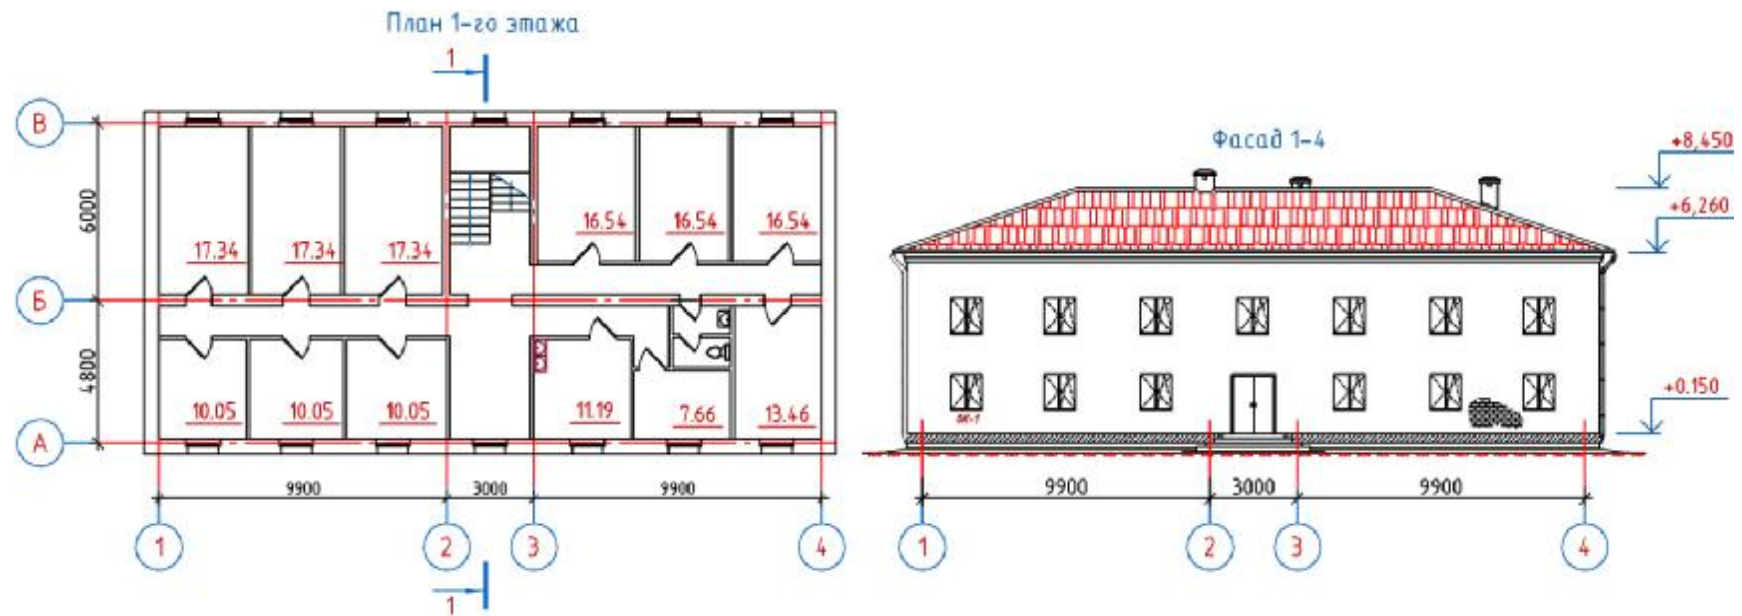 План 1-го этажа
1
В
6000
17.34 17.34 17.34 16.54 16.54 16.54
Б
4800
10.05 10.05 10.05 11.19 7.66 13.46
А
9900 3000 9900
1 2 3 4
1
Фасад 1-4
+8,450
+6,260
+0.150
ОК-1
9900 3000 9900
1 2 3 4